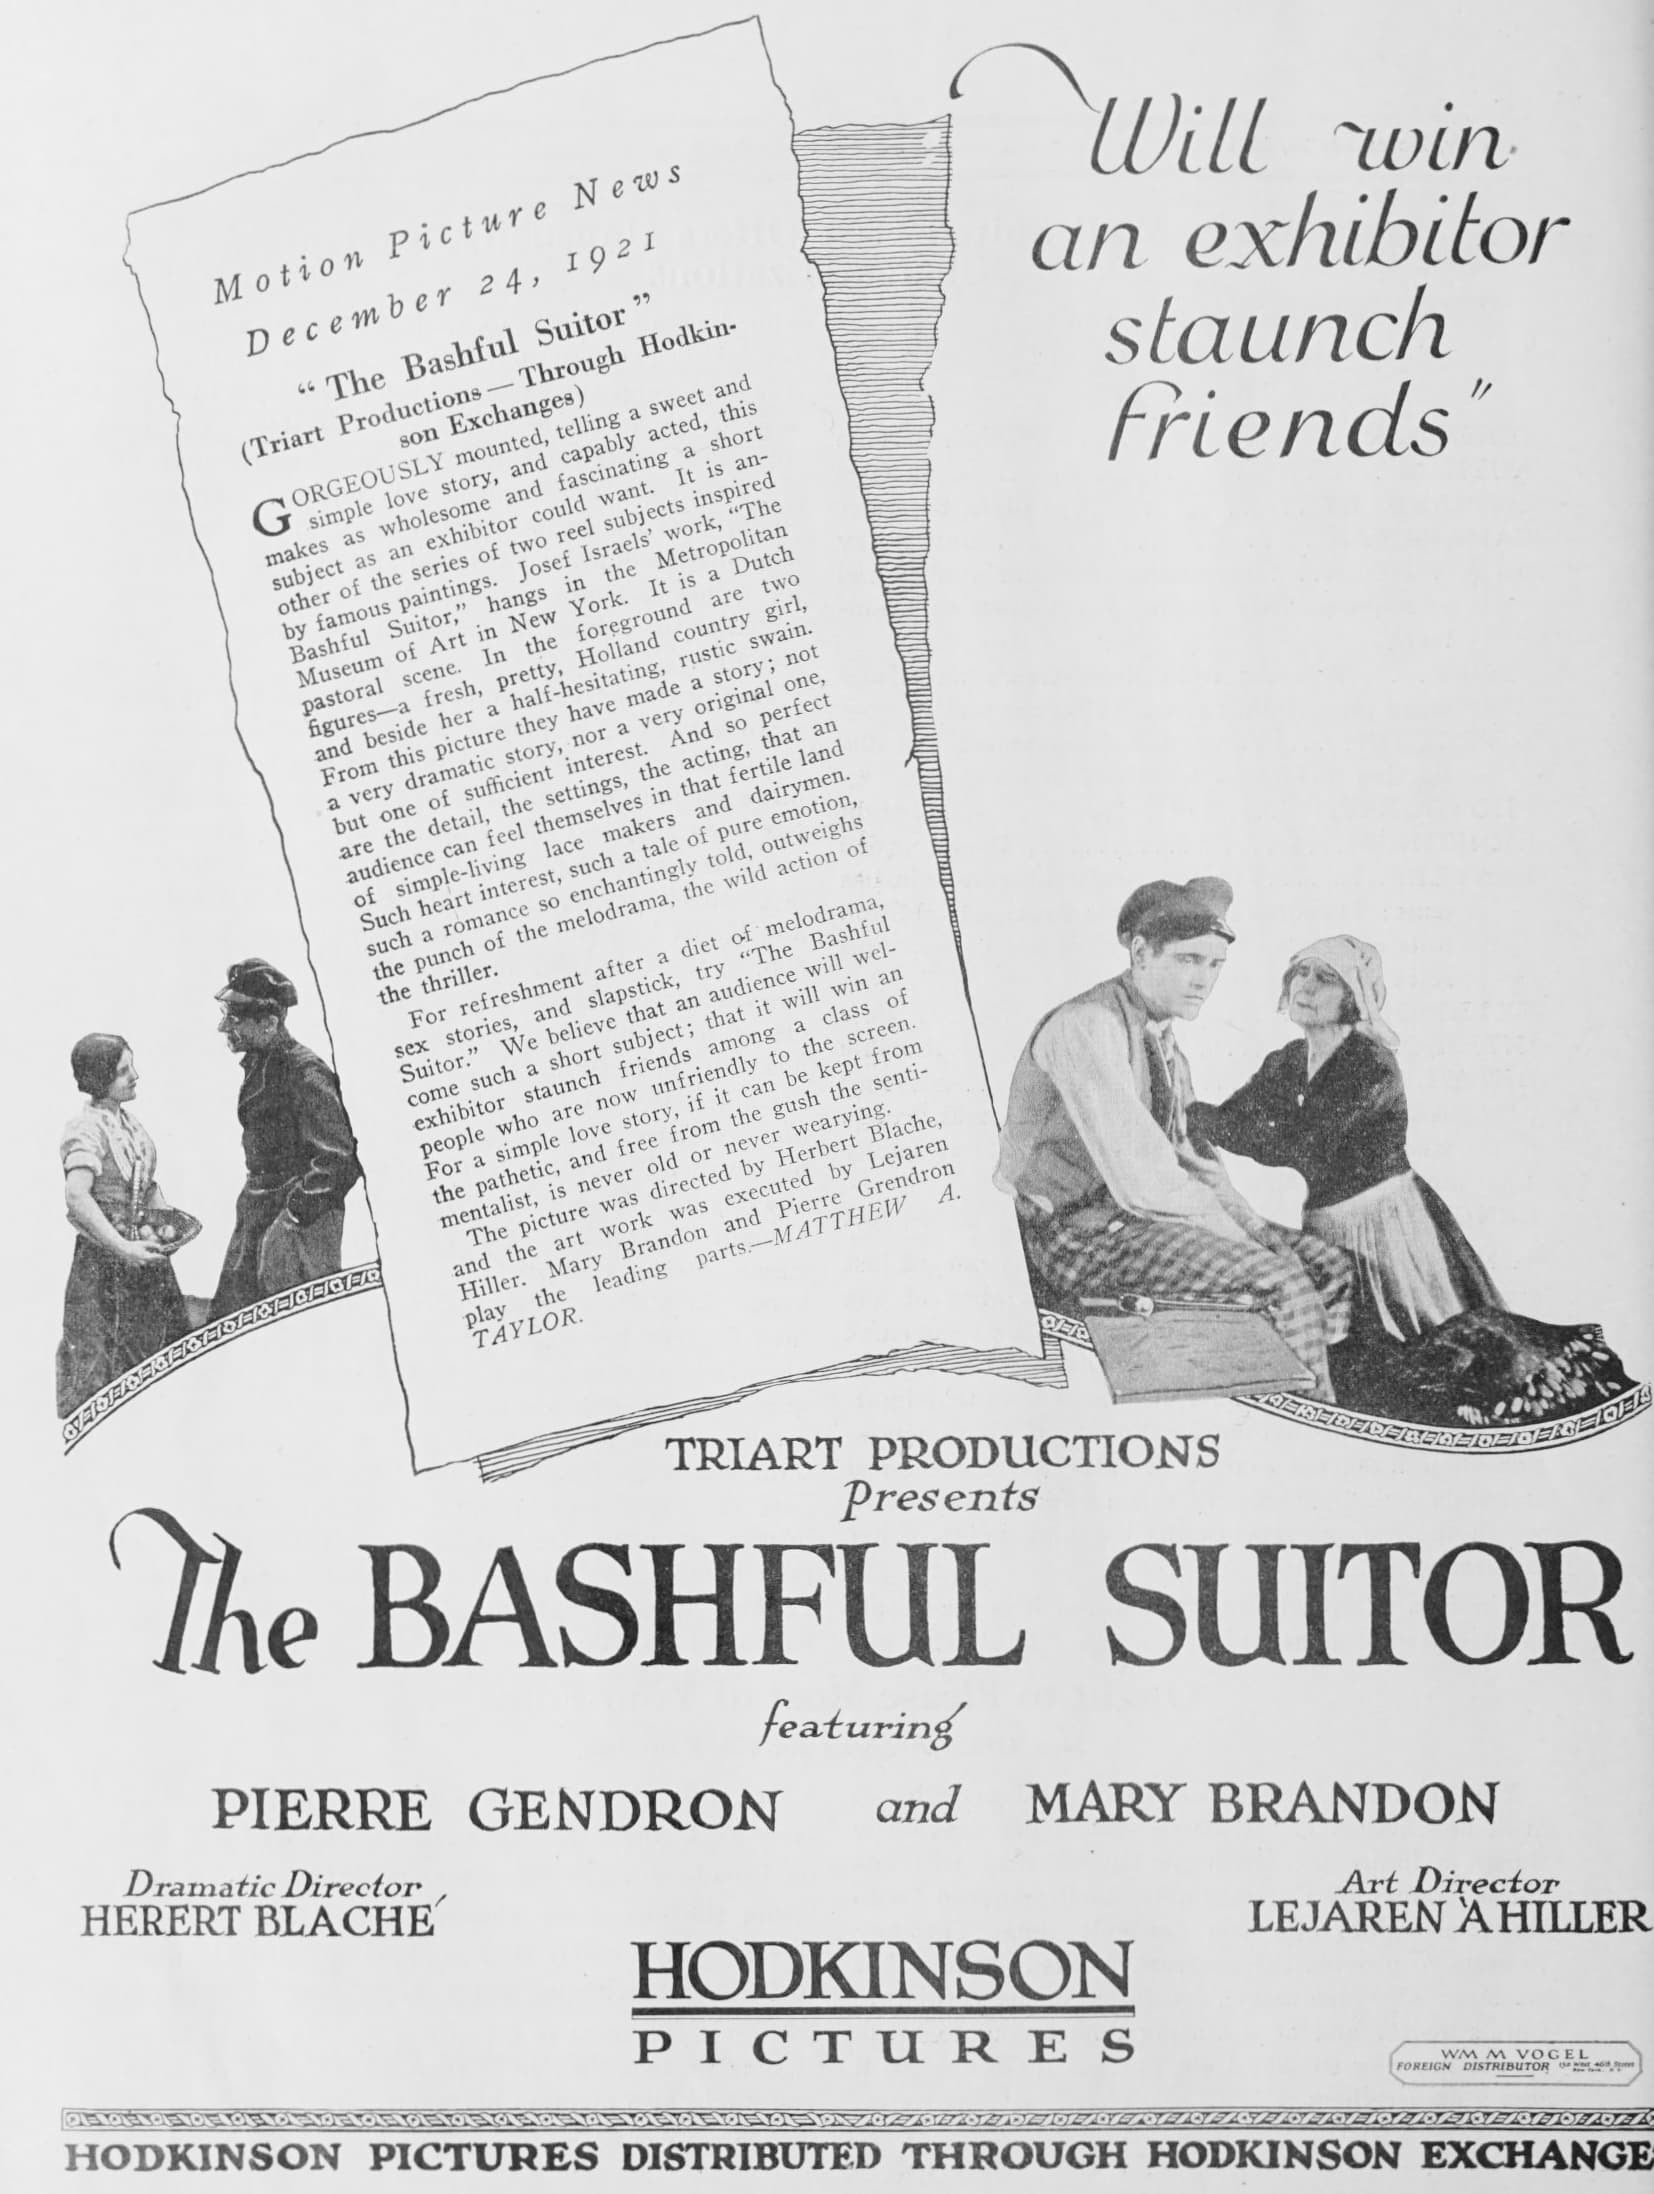 Motion Picture News
December 24, 1921
"The Bashful Suitor"
(Triart Productions—Through Hodkin-
son Exchanges)
GORGEOUSLY mounted, telling a sweet and
simple love story, and capably acted, this
makes as wholesome and fascinating a short
subject as an exhibitor could want. It is an-
other of the series of two reel subjects inspired
by famous paintings. Josef Israels' work, "The
Bashful Suitor," hangs in the Metropolitan
Museum of Art in New York. It is a Dutch
pastoral scene. In the foreground are two
figures—a fresh, pretty, Holland country girl,
and beside her a half-hesitating, rustic swain.
From this picture they have made a story; not
a very dramatic story, nor a very original one,
but one of sufficient interest. And so perfect
are the detail, the settings, the acting, that an
audience can feel themselves in that fertile land
of simple-living lace makers and dairymen.
Such heart interest, such a tale of pure emotion,
such a romance so enchantingly told, outweighs
the punch of the melodrama, the wild action of
the thriller.
For refreshment after a diet of melodrama,
sex stories, and slapstick, try "The Bashful
Suitor." We believe that an audience will wel-
come such a short subject; that it will win an
exhibitor staunch friends among a class of
people who are now unfriendly to the screen.
For a simple love story, if it can be kept from
the pathetic, and free from the gush the senti-
mentalist, is never old or never wearying.
The picture was directed by Herbert Blache,
and the art work was executed by Lejaren
Hiller. Mary Brandon and Pierre Grendron
play the leading parts.—MATTHEW A.
TAYLOR.
Will win
an exhibitor
staunch
friends"
TRIART PRODUCTIONS
Presents
The BASHFUL SUITOR
featuring
PIERRE GENDRON and MARY BRANDON
Dramatic Director
HERERT BLACHÉ
Art Director
LEJAREN 'A HILLER
HODKINSON
PICTURES
WM M VOGEL
FOREIGN DISTRIBUTOR 130 West 46th Street
New York, N.Y.
HODKINSON PICTURES DISTRIBUTED THROUGH HODKINSON EXCHANGE